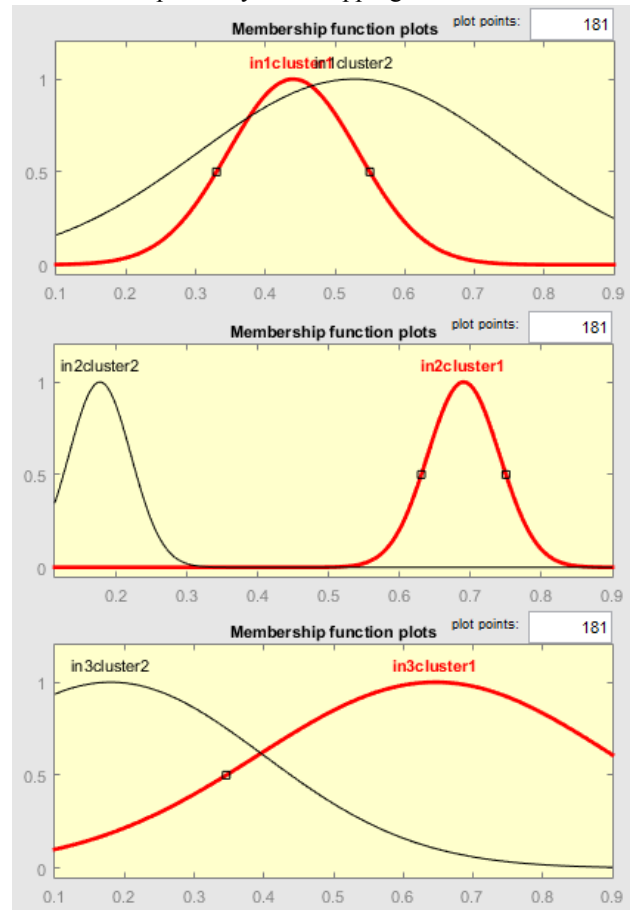 Membership function plots plot points: 181
in1cluster1 in1cluster2
1
0.5
0
0.1 0.2 0.3 0.4 0.5 0.6 0.7 0.8 0.9
Membership function plots plot points: 181
in2cluster2 in2cluster1
1
0.5
0
0.2 0.3 0.4 0.5 0.6 0.7 0.8 0.9
Membership function plots plot points: 181
in3cluster2 in3cluster1
1
0.5
0
0.1 0.2 0.3 0.4 0.5 0.6 0.7 0.8 0.9